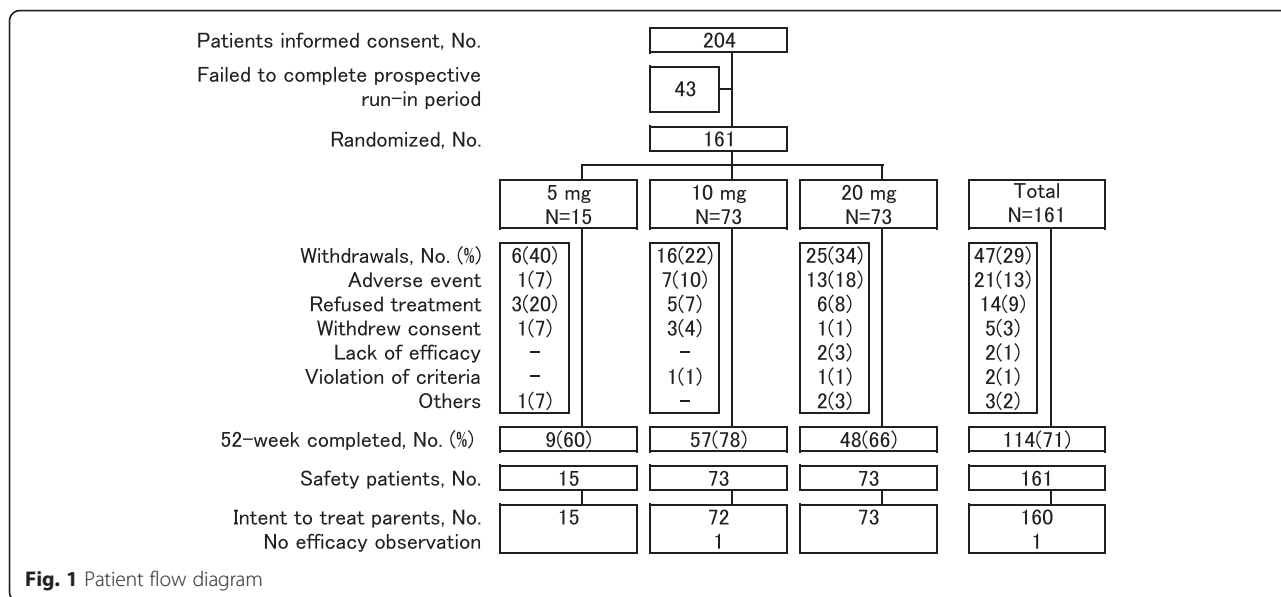 Patients informed consent, No. 204
Failed to complete prospective
run-in period 43
Randomized, No. 161
5 mg 10 mg 20 mg Total
N=15 N=73 N=73 N=161
Withdrawals, No. (%) 6(40) 16(22) 25(34) 47(29)
Adverse event 1(7) 7(10) 13(18) 21(13)
Refused treatment 3(20) 5(7) 6(8) 14(9)
Withdrew consent 1(7) 3(4) 1(1) 5(3)
Lack of efficacy - - 2(3) 2(1)
Violation of criteria - 1(1) 1(1) 2(1)
Others 1(7) - 2(3) 3(2)
52-week completed, No. (%) 9(60) 57(78) 48(66) 114(71)
Safety patients, No. 15 73 73 161
Intent to treat parents, No. 15 72 73 160
No efficacy observation 1 1
Fig. 1 Patient flow diagram